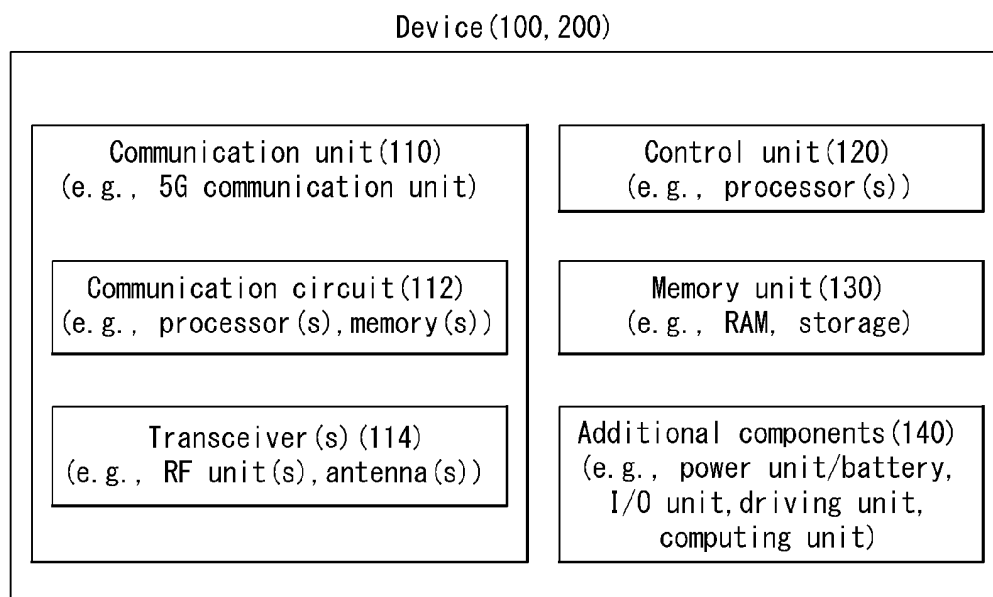 Device(100,200)
Communication unit(110)
(e.g., 5G communication unit)
Communication circuit(112)
(e.g., processor(s),memory(s))
Transceiver(s)(114)
(e.g., RF unit(s),antenna(s))
Control unit(120)
(e.g., processor(s))
Memory unit(130)
(e.g., RAM, storage)
Additional components(140)
(e.g., power unit/battery,
I/O unit,driving unit,
computing unit)